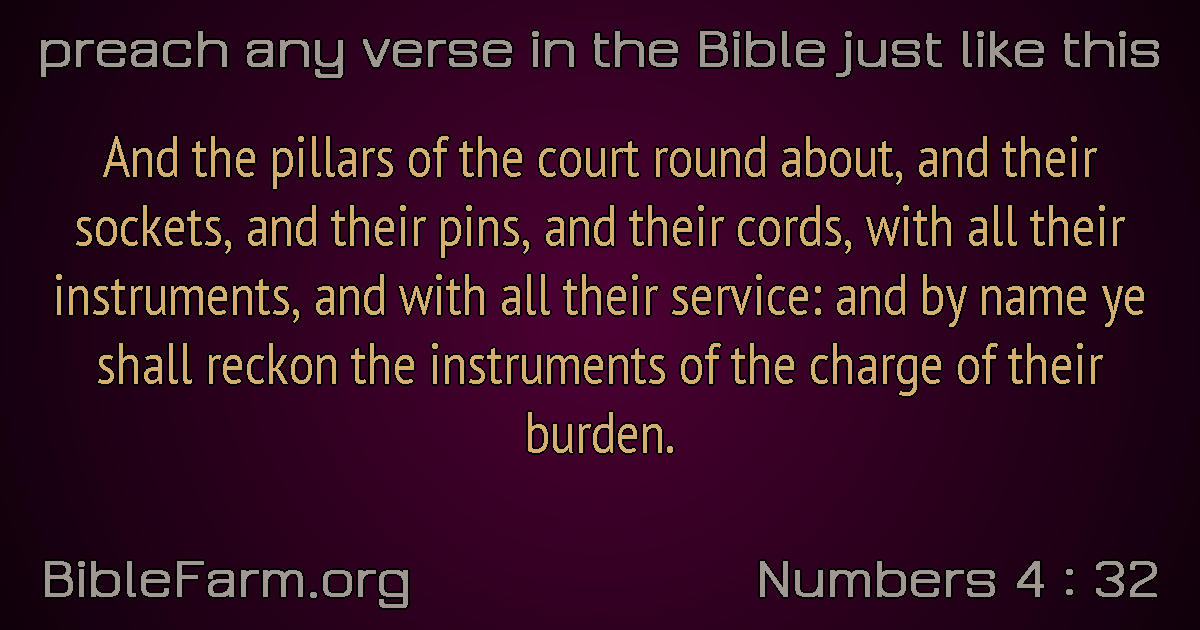 preach any verse in the Bible just like this
And the pillars of the court round about, and their
sockets, and their pins, and their cords, with all their
instruments, and with all their service: and by name ye
shall reckon the instruments of the charge of their
burden.
BibleFarm.org
Numbers 4 : 32